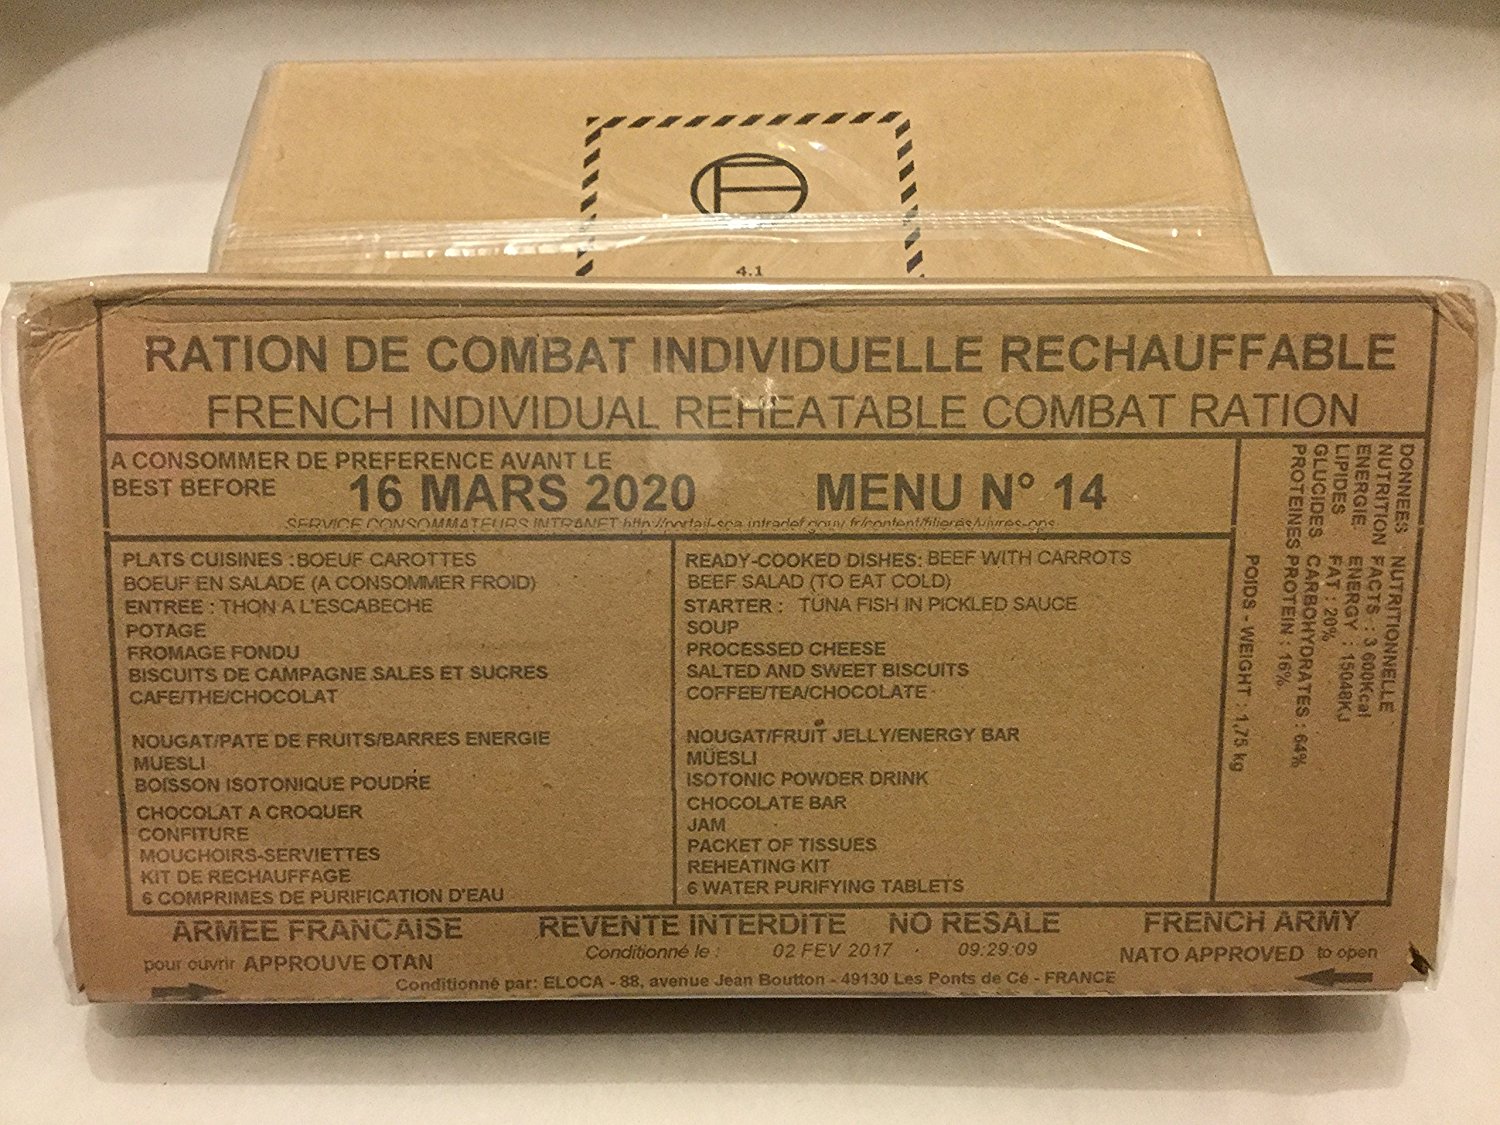 4.1
RATION DE COMBAT INDIVIDUELLE RECHAUFFABLE
FRENCH INDIVIDUAL REHEATABLE COMBAT RATION
A CONSOMMER DE PREFERENCE AVANT LE
BEST BEFORE
16 MARS 2020
MENU N° 14
SERVICE CONSOMMATEURS INTRANET http://portail-sca.intradef.gouv.fr/content/filieres/vivres-ops
PLATS CUISINES : BOEUF CAROTTES
BOEUF EN SALADE (A CONSOMMER FROID)
ENTREE : THON A L'ESCABECHE
POTAGE
FROMAGE FONDU
BISCUITS DE CAMPAGNE SALES ET SUCRES
CAFE/THE/CHOCOLAT
NOUGAT/PATE DE FRUITS/BARRES ENERGIE
MUESLI
BOISSON ISOTONIQUE POUDRE
CHOCOLAT A CROQUER
CONFITURE
MOUCHOIRS-SERVIETTES
KIT DE RECHAUFFAGE
6 COMPRIMES DE PURIFICATION D'EAU
READY-COOKED DISHES: BEEF WITH CARROTS
BEEF SALAD (TO EAT COLD)
STARTER : TUNA FISH IN PICKLED SAUCE
SOUP
PROCESSED CHEESE
SALTED AND SWEET BISCUITS
COFFEE/TEA/CHOCOLATE
NOUGAT/FRUIT JELLY/ENERGY BAR
MÜESLI
ISOTONIC POWDER DRINK
CHOCOLATE BAR
JAM
PACKET OF TISSUES
REHEATING KIT
6 WATER PURIFYING TABLETS
DONNEES NUTRITIONNELLE
NUTRITION FACTS : 3 600Kcal
ENERGIE ENERGY : 15048KJ
LIPIDES FAT : 20%
GLUCIDES CARBOHYDRATES : 64%
PROTEINES PROTEIN : 16%
POIDS - WEIGHT : 1,75 kg
ARMEE FRANCAISE REVENTE INTERDITE NO RESALE FRENCH ARMY
Conditionné le : 02 FEV 2017 09:29:09
pour ouvrir APPROUVE OTAN
NATO APPROVED to open
Conditionné par: ELOCA - 88, avenue Jean Boutton - 49130 Les Ponts de Cé - FRANCE